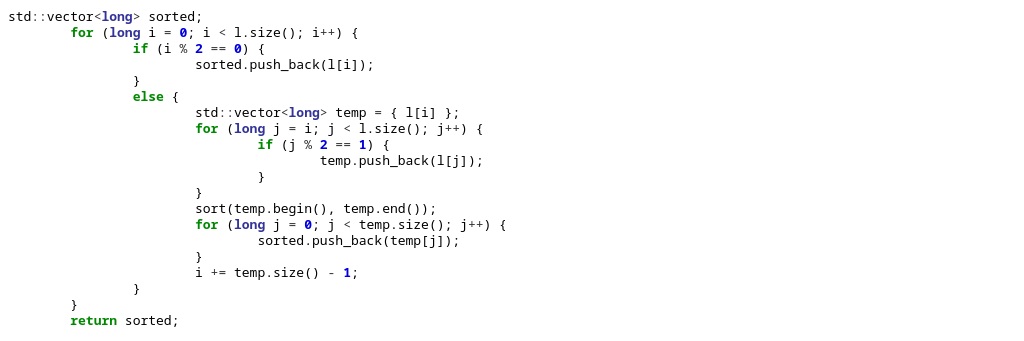 std::vector<long> sorted;
        for (long i = 0; i < l.size(); i++) {
                if (i % 2 == 0) {
                        sorted.push_back(l[i]);
                }
                else {
                        std::vector<long> temp = { l[i] };
                        for (long j = i; j < l.size(); j++) {
                                if (j % 2 == 1) {
                                        temp.push_back(l[j]);
                                }
                        }
                        sort(temp.begin(), temp.end());
                        for (long j = 0; j < temp.size(); j++) {
                                sorted.push_back(temp[j]);
                        }
                        i += temp.size() - 1;
                }
        }
        return sorted;